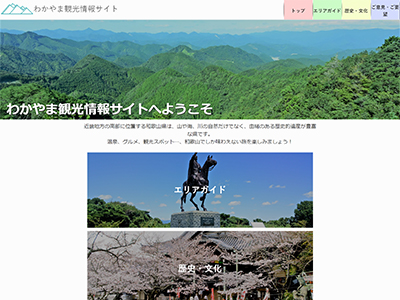 わかやま観光情報サイト
トップ
エリアガイド
歴史・文化
ご意見・ご要
望
わかやま観光情報サイトへようこそ
近畿地方の南部に位置する和歌山県は、山や海、川の自然だけでなく、由緒のある歴史的遺産が豊富
な県です。
温泉、グルメ、観光スポット…、和歌山でしか味わえない旅を楽しみましょう！
エリアガイド
歴史・文化